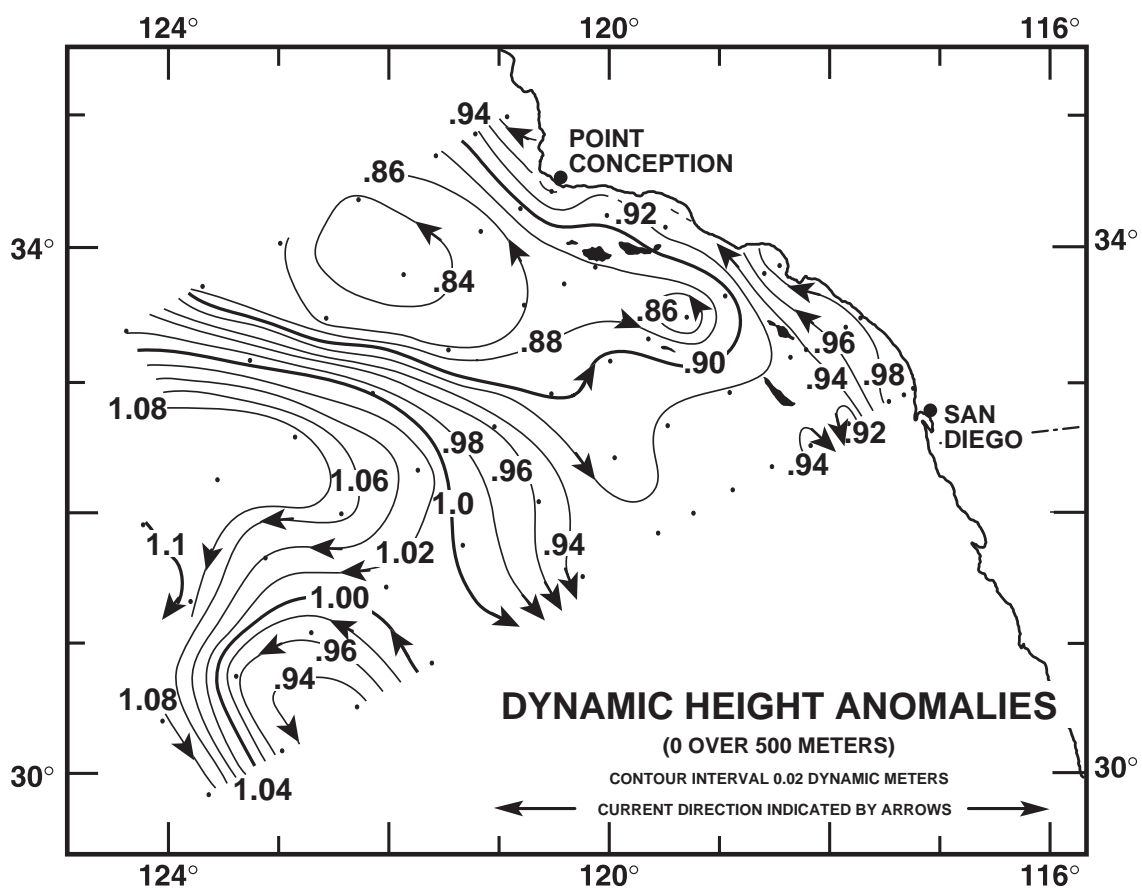 124° 120° 116°
.94
POINT
CONCEPTION
.86
.92
34° 34°
.84
.86
.88
.96
.90
.94 .98
1.08
SAN
DIEGO
.92
.98
.94
.96
1.06
1.0
1.1
.94
1.02
1.00
.96
.94
1.08
DYNAMIC HEIGHT ANOMALIES
(0 OVER 500 METERS)
30° 30°
CONTOUR INTERVAL 0.02 DYNAMIC METERS
1.04
CURRENT DIRECTION INDICATED BY ARROWS
124° 120° 116°